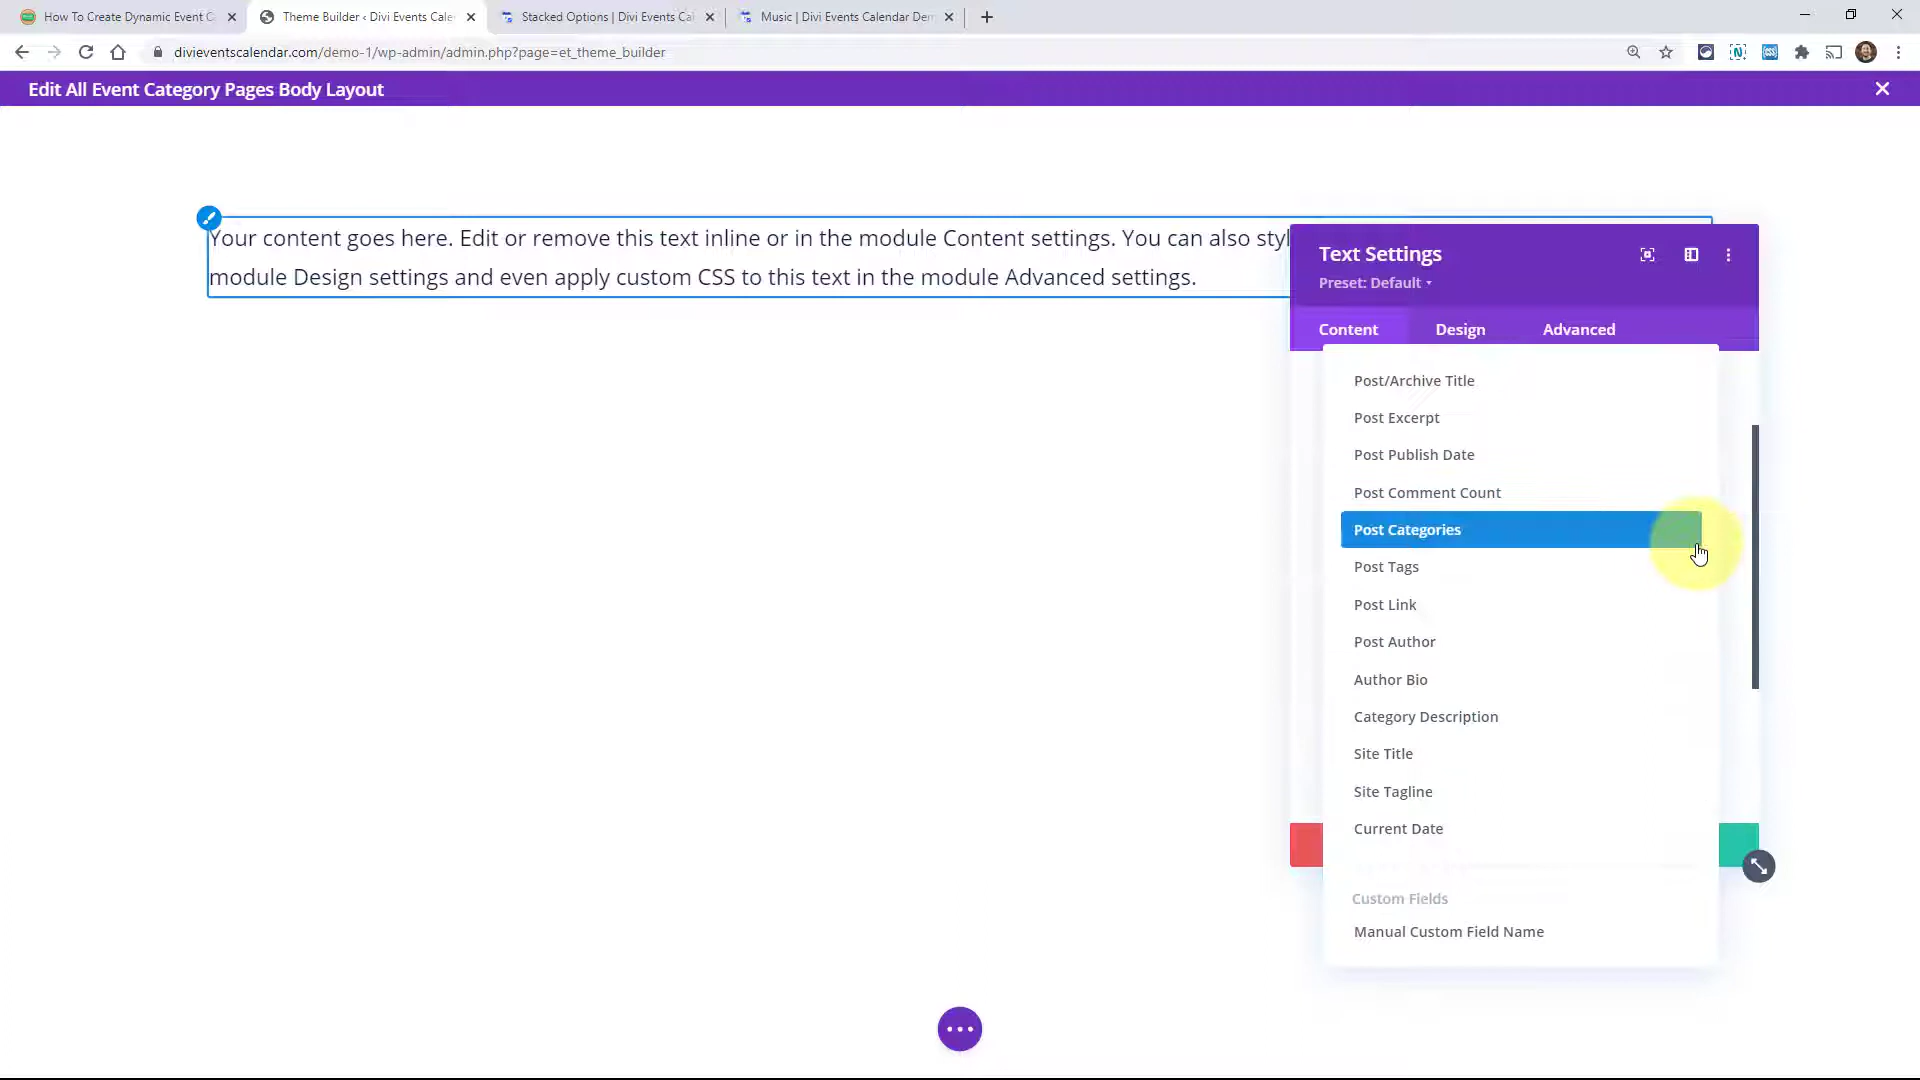 How To Create Dynamic Event C
Theme Builder ‹ Divi Events Cale
Stacked Options | Divi Events Cal
Music | Divi Events Calendar Dem
divieventscalendar.com/demo-1/wp-admin/admin.php?page=et_theme_builder
Edit All Event Category Pages Body Layout
Your content goes here. Edit or remove this text inline or in the module Content settings. You can also styl
module Design settings and even apply custom CSS to this text in the module Advanced settings.
Text Settings
Preset: Default
Content
Design
Advanced
Post/Archive Title
Post Excerpt
Post Publish Date
Post Comment Count
Post Categories
Post Tags
Post Link
Post Author
Author Bio
Category Description
Site Title
Site Tagline
Current Date
Custom Fields
Manual Custom Field Name